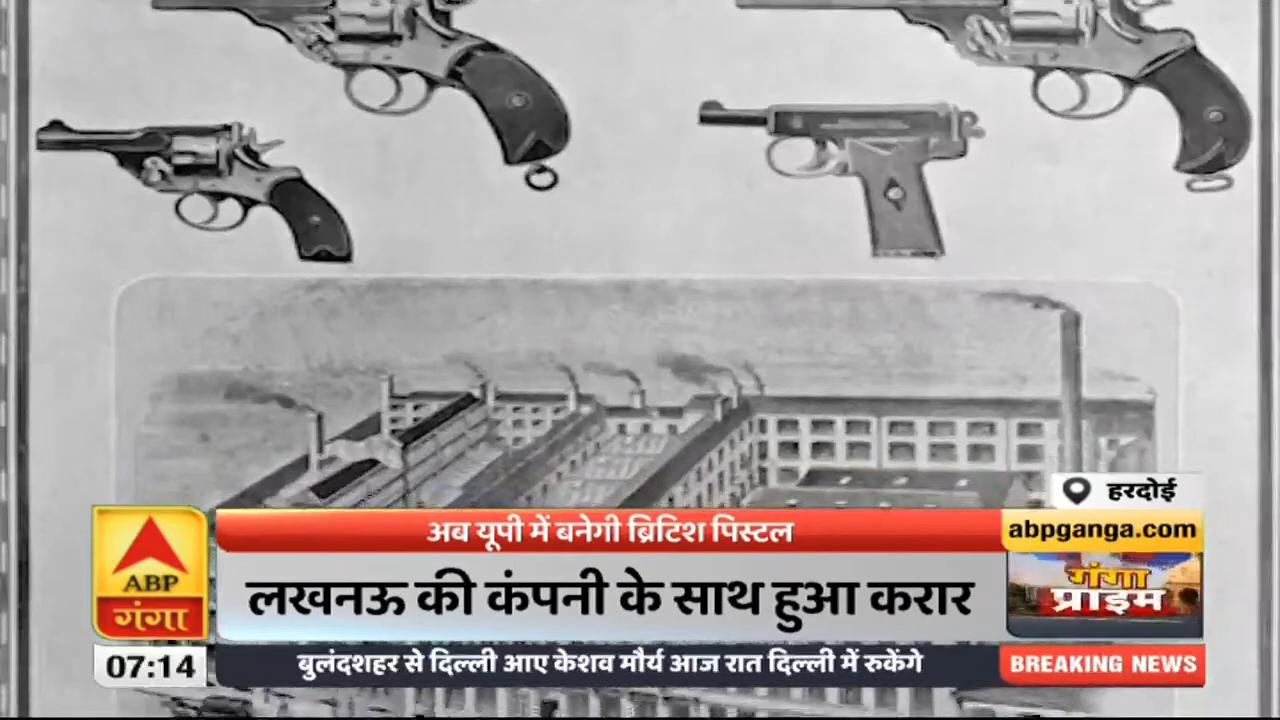 हरदोई
अब यूपी में बनेगी ब्रिटिश पिस्टल
abpganga.com
ABP
गंगा
लखनऊ की कंपनी के साथ हुआ करार
गंगा
प्राइम
07:14
बुलंदशहर से दिल्ली आए केशव मौर्य आज रात दिल्ली में रुकेंगे
BREAKING NEWS